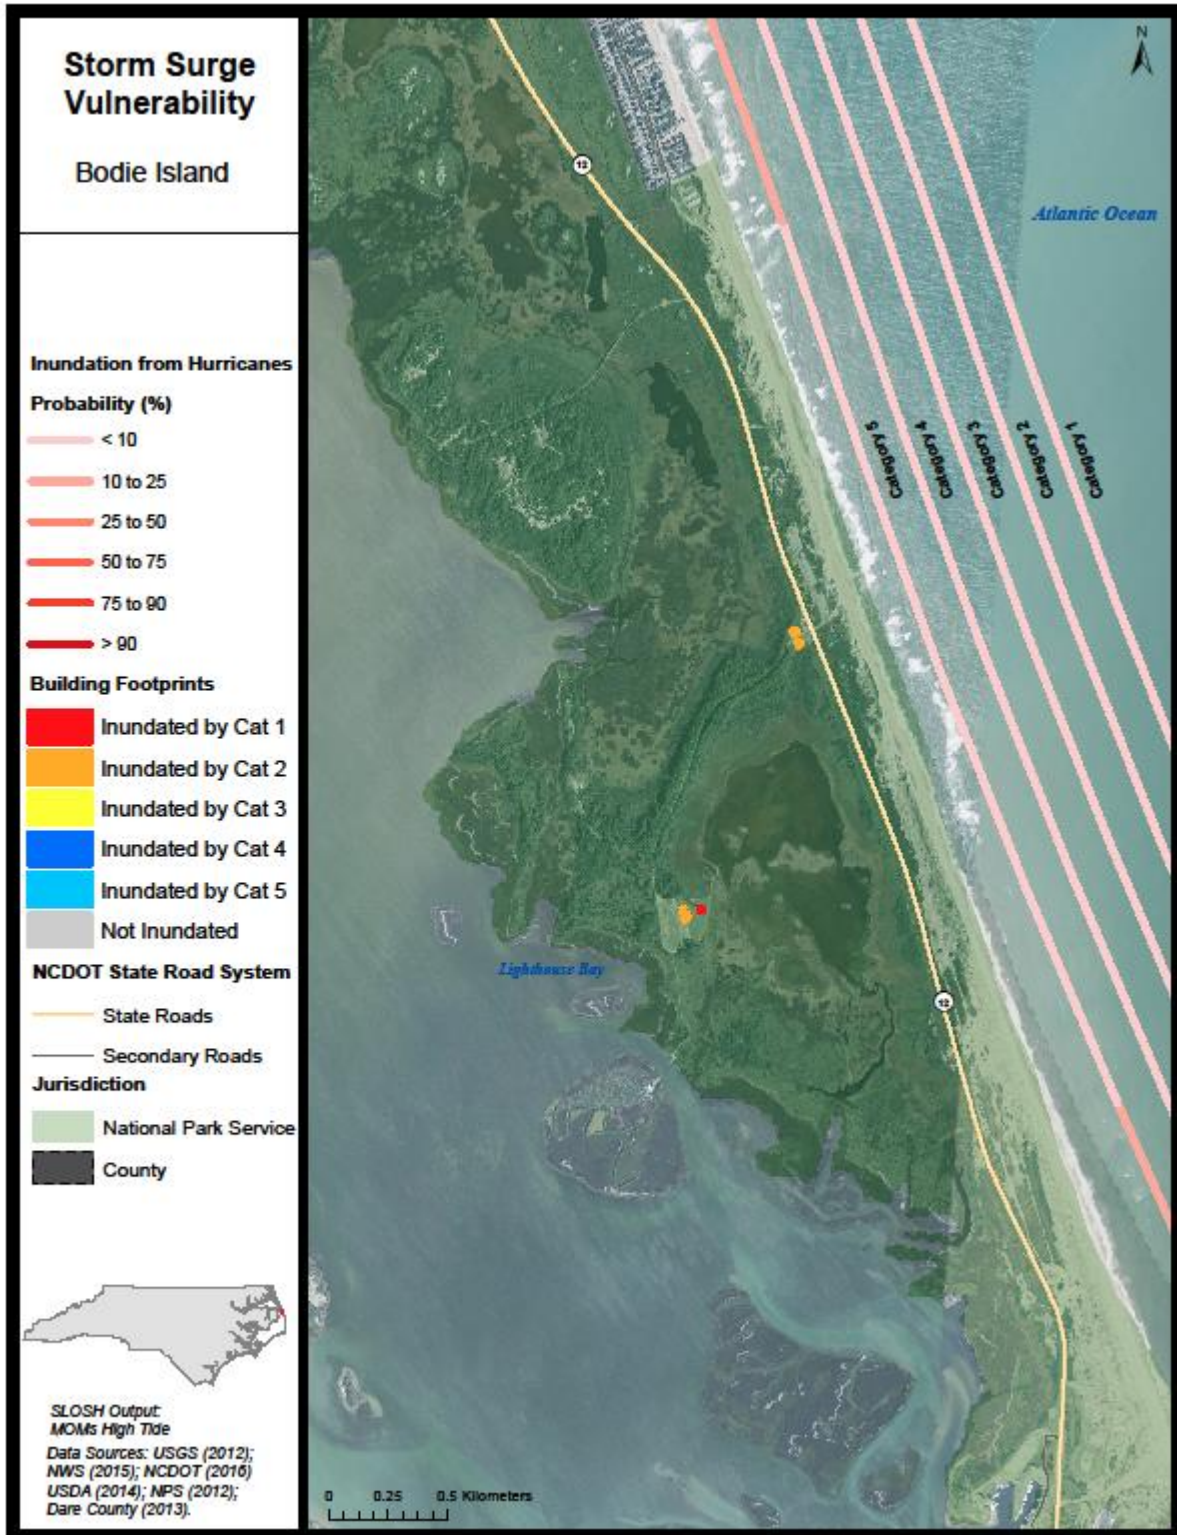 Storm Surge
Vulnerability
Bodie Island
Inundation from Hurricanes
Probability (%)
< 10
10 to 25
25 to 50
50 to 75
75 to 90
> 90
Building Footprints
Inundated by Cat 1
Inundated by Cat 2
Inundated by Cat 3
Inundated by Cat 4
Inundated by Cat 5
Not Inundated
NCDOT State Road System
State Roads
Secondary Roads
Jurisdiction
National Park Service
County
SLOSH Output:
MOMs High Tide
Data Sources: USGS (2012);
NWS (2015); NCDOT (2016)
USDA (2014); NPS (2012);
Dare County (2013).
N
12
Atlantic Ocean
Category 5
Category 4
Category 3
Category 2
Category 1
Lighthouse Bay
12
0 0.25 0.5 Kilometers